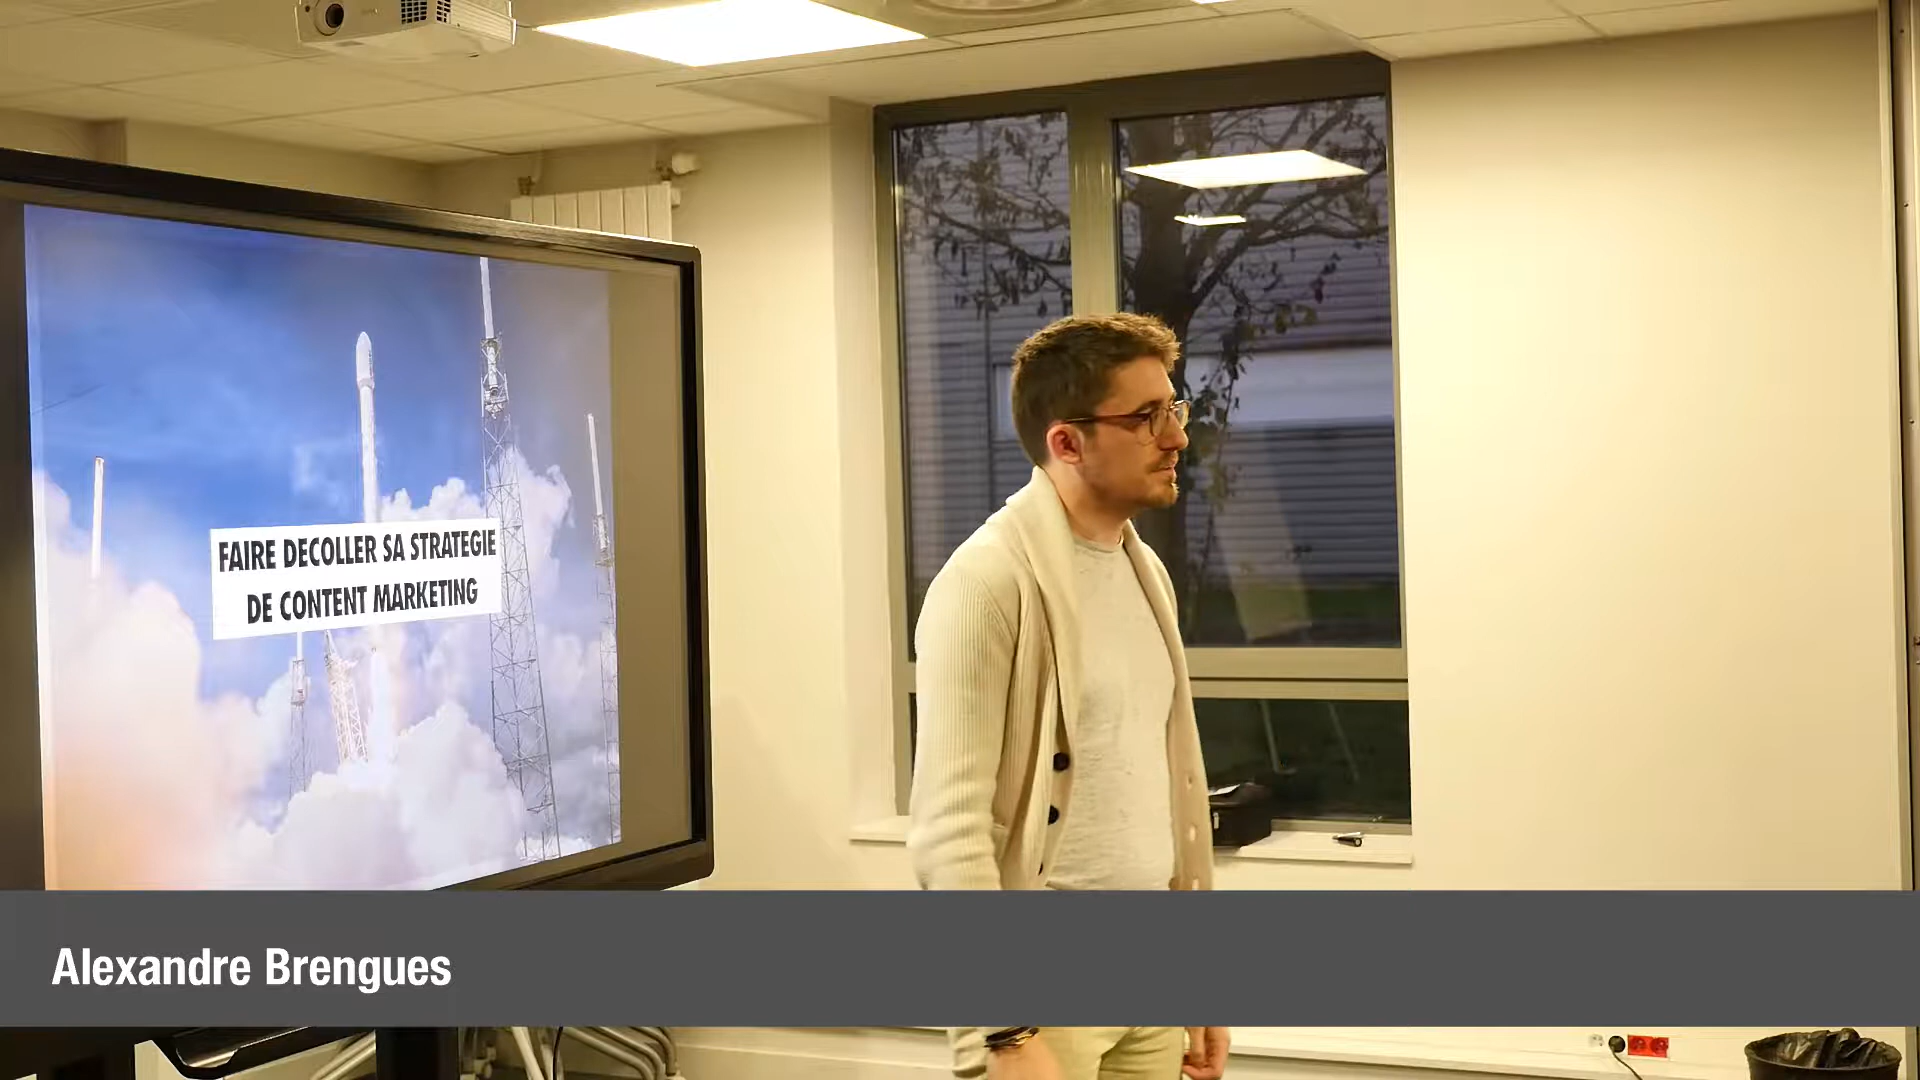 FAIRE DECOLLER SA STRATEGIE
DE CONTENT MARKETING
Alexandre Brengues